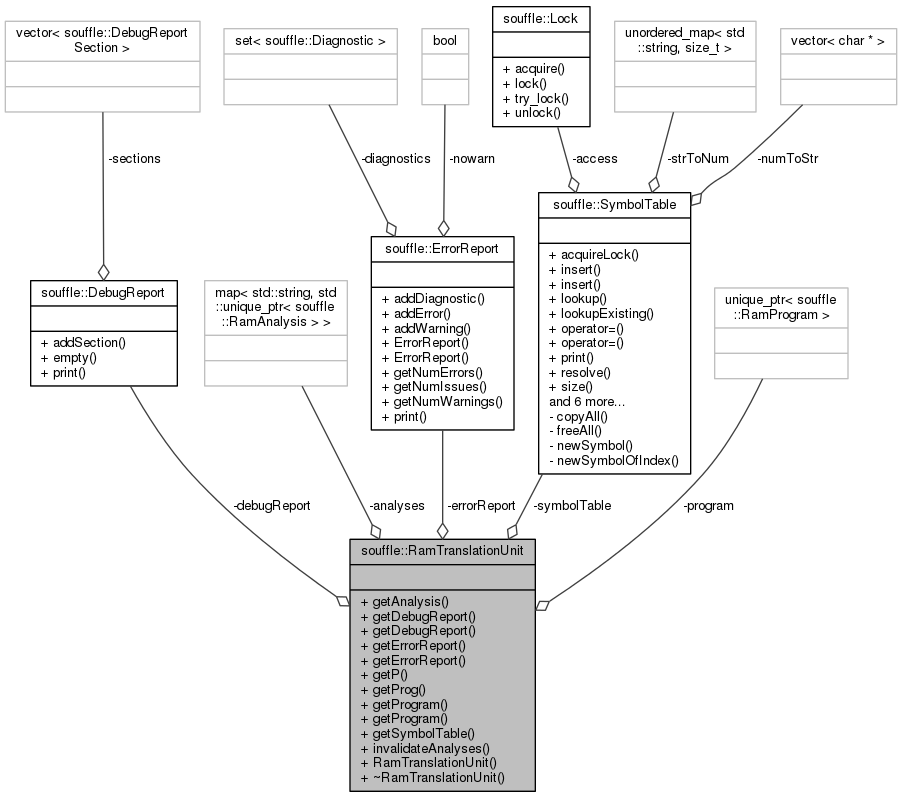 vector< souffle::DebugReport
Section >
set< souffle::Diagnostic >
bool
souffle::Lock
+ acquire()
+ lock()
+ try_lock()
+ unlock()
unordered_map< std
::string, size_t >
vector< char * >
-sections
-diagnostics
-nowarn
-access
-strToNum
-numToStr
souffle::DebugReport
+ addSection()
+ empty()
+ print()
map< std::string, std
::unique_ptr< souffle
::RamAnalysis > >
souffle::ErrorReport
+ addDiagnostic()
+ addError()
+ addWarning()
+ ErrorReport()
+ ErrorReport()
+ getNumErrors()
+ getNumIssues()
+ getNumWarnings()
+ print()
souffle::SymbolTable
+ acquireLock()
+ insert()
+ insert()
+ lookup()
+ lookupExisting()
+ operator=()
+ operator=()
+ print()
+ resolve()
+ size()
and 6 more...
- copyAll()
- freeAll()
- newSymbol()
- newSymbolOfIndex()
unique_ptr< souffle
::RamProgram >
-debugReport
-analyses
-errorReport
-symbolTable
-program
souffle::RamTranslationUnit
+ getAnalysis()
+ getDebugReport()
+ getDebugReport()
+ getErrorReport()
+ getErrorReport()
+ getP()
+ getProg()
+ getProgram()
+ getProgram()
+ getSymbolTable()
+ invalidateAnalyses()
+ RamTranslationUnit()
+ ~RamTranslationUnit()